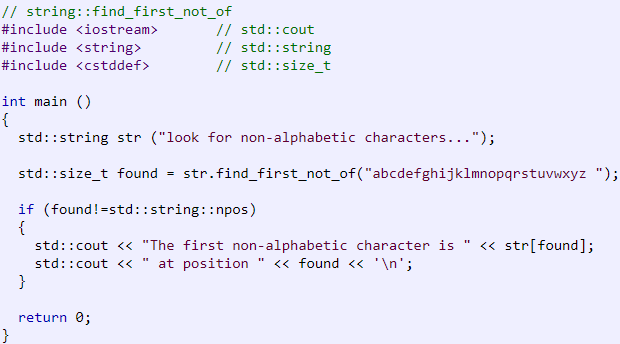 // string::find_first_not_of
#include <iostream>       // std::cout
#include <string>         // std::string
#include <cstddef>        // std::size_t

int main ()
{
  std::string str ("look for non-alphabetic characters...");

  std::size_t found = str.find_first_not_of("abcdefghijklmnopqrstuvwxyz ");

  if (found!=std::string::npos)
  {
    std::cout << "The first non-alphabetic character is " << str[found];
    std::cout << " at position " << found << '\n';
  }

  return 0;
}